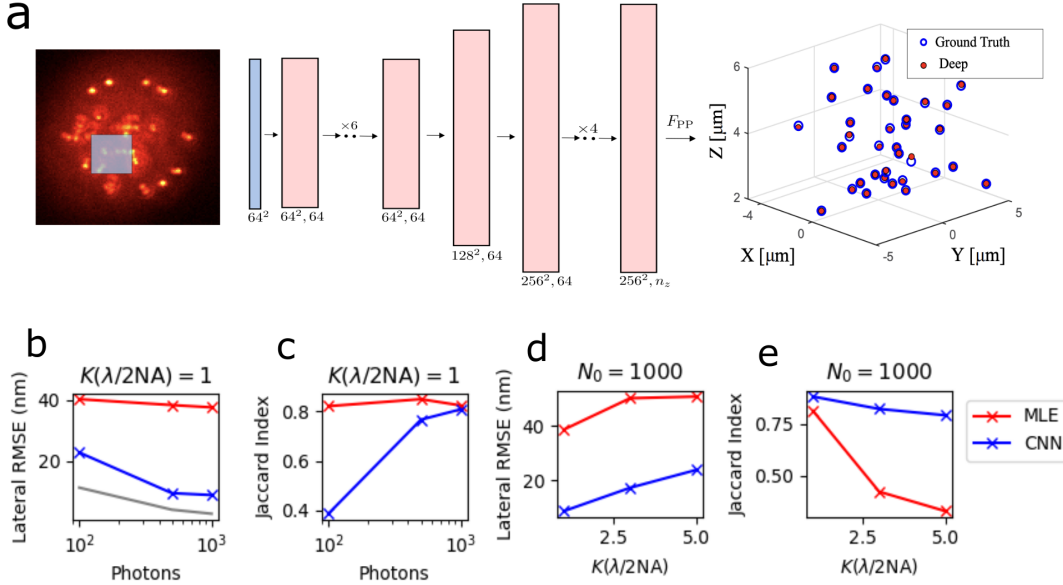 a
Ground Truth
Deep
×6
×4
F_PP
64²
64², 64
64², 64
128², 64
256², 64
256², n_z
6
4
2
Z [μm]
-4
0
X [μm]
-5
0
5
Y [μm]
b
K(λ/2NA) = 1
Lateral RMSE (nm)
40
20
10²
10³
Photons
c
K(λ/2NA) = 1
Jaccard Index
0.8
0.6
0.4
10²
10³
Photons
d
N₀ = 1000
Lateral RMSE (nm)
40
20
2.5
5.0
K(λ/2NA)
e
N₀ = 1000
Jaccard Index
0.75
0.50
2.5
5.0
K(λ/2NA)
MLE
CNN